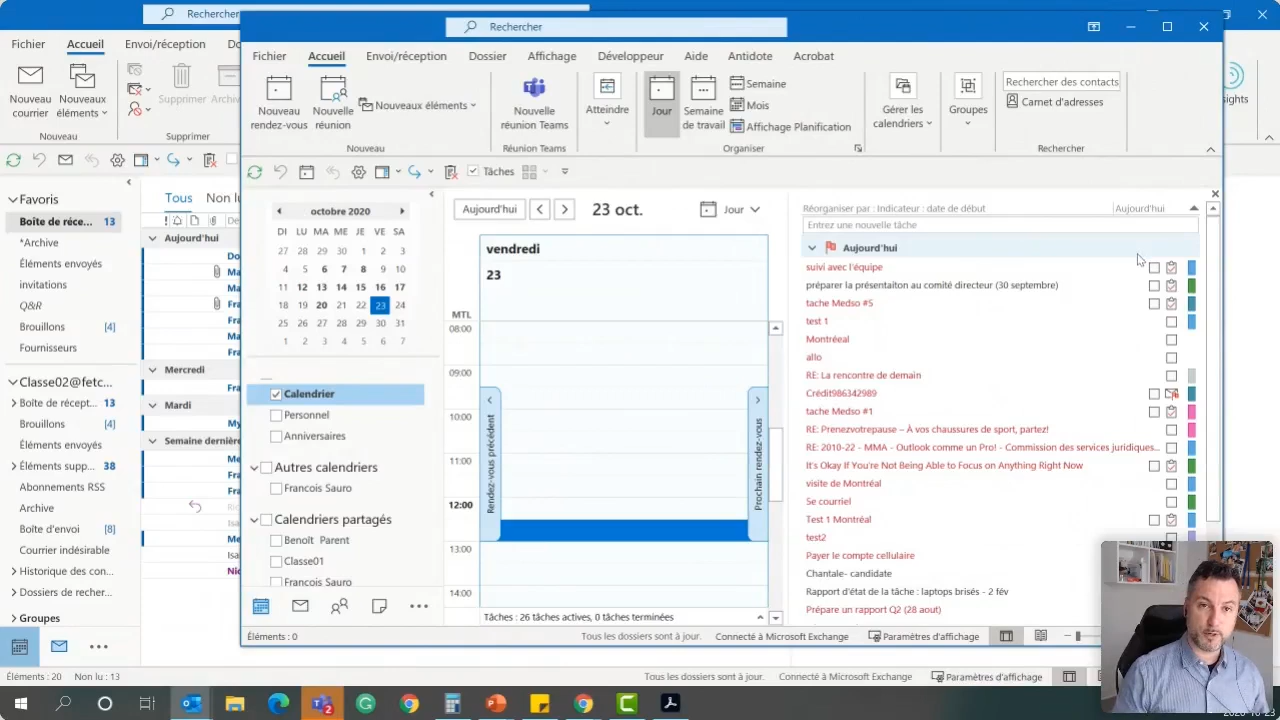 Rechercher
Rechercher
Fichier Accueil Envoi/réception
Fichier Accueil Envoi/réception Dossier Affichage Développeur Aide Antidote Acrobat
Nouveau courrier
Nouveaux éléments
Supprimer
Nouveau
Supprimer
Nouveau rendez-vous
Nouvelle réunion
Nouveaux éléments
Nouvelle réunion Teams
Atteindre
Jour
Semaine de travail
Semaine
Mois
Affichage Planification
Gérer les calendriers
Groupes
Rechercher des contacts
Carnet d'adresses
Nouveau
Réunion Teams
Organiser
Rechercher
Tâches
Favoris
Boîte de réce... 13
*Archive
Éléments envoyés
invitations
Q&R
Brouillons [4]
Fournisseurs
Classe02@fetc...
Boîte de récept... 13
Brouillons [4]
Éléments envoyés
Éléments supp... 38
Abonnements RSS
Archive
Boîte d'envoi [8]
Courrier indésirable
Historique des con...
Dossiers de recher...
Groupes
Tous Non lu
Aujourd'hui
Mercredi
Mardi
Semaine dernière
octobre 2020
DI LU MA ME JE VE SA
27 28 29 30 1 2 3
4 5 6 7 8 9 10
11 12 13 14 15 16 17
18 19 20 21 22 23 24
25 26 27 28 29 30 31
1 2 3 4 5 6 7
Calendrier
Personnel
Anniversaires
Autres calendriers
Francois Sauro
Calendriers partagés
Benoît Parent
Classe01
Francois Sauro
Aujourd'hui
23 oct.
Jour
vendredi
23
MTL
08:00
09:00
10:00
11:00
12:00
13:00
14:00
Rendez-vous précédent
Prochain rendez-vous
Tâches : 26 tâches actives, 0 tâches terminées
Réorganiser par : Indicateur : date de début Aujourd'hui
Entrez une nouvelle tâche
Aujourd'hui
suivi avec l'équipe
préparer la présentaiton au comité directeur (30 septembre)
tache Medso #5
test 1
Montréeal
allo
RE: La rencontre de demain
Crédit986342989
tache Medso #1
RE: Prenezvotrepause – À vos chaussures de sport, partez!
RE: 2010-22 - MMA - Outlook comme un Pro! - Commission des services juridiques...
It's Okay If You're Not Being Able to Focus on Anything Right Now
visite de Montréal
Se courriel
Test 1 Montréal
test2
Payer le compte cellulaire
Chantale- candidate
Rapport d'état de la tâche : laptops brisés - 2 fév
Prépare un rapport Q2 (28 aout)
Éléments : 0 Tous les dossiers sont à jour. Connecté à Microsoft Exchange Paramètres d'affichage
Éléments : 20 Non lu : 13 Tous les dossiers sont à jour. Connecté à Microsoft Exchange Paramètres d'affichage